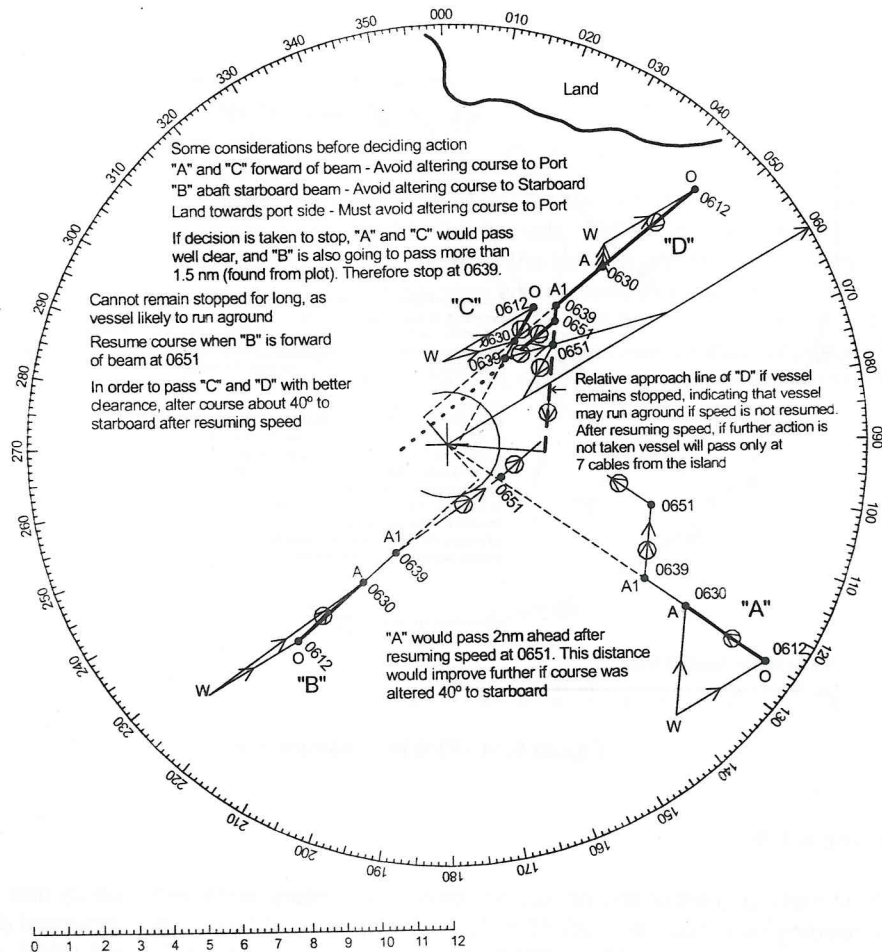 350
000
010
020
030
040
050
060
070
080
090
100
110
120
130
140
150
160
170
180
190
200
210
220
230
240
250
260
270
280
290
300
310
320
330
340
Land
Some considerations before deciding action
"A" and "C" forward of beam - Avoid altering course to Port
"B" abaft starboard beam - Avoid altering course to Starboard
Land towards port side - Must avoid altering course to Port
If decision is taken to stop, "A" and "C" would pass
well clear, and "B" is also going to pass more than
1.5 nm (found from plot). Therefore stop at 0639.
Cannot remain stopped for long, as
vessel likely to run aground
Resume course when "B" is forward
of beam at 0651
In order to pass "C" and "D" with better
clearance, alter course about 40º to
starboard after resuming speed
O
0612
W
"D"
A
0630
A1
0639
0651
0651
"C"
0612
O
0630
W
0639
Relative approach line of "D" if vessel
remains stopped, indicating that vessel
may run aground if speed is not resumed.
After resuming speed, if further action is
not taken vessel will pass only at
7 cables from the island
0651
0651
A1
0639
A
0630
"A"
0612
O
W
A1
0639
A
0630
0612
O
"B"
W
"A" would pass 2nm ahead after
resuming speed at 0651. This distance
would improve further if course was
altered 40º to starboard
0 1 2 3 4 5 6 7 8 9 10 11 12